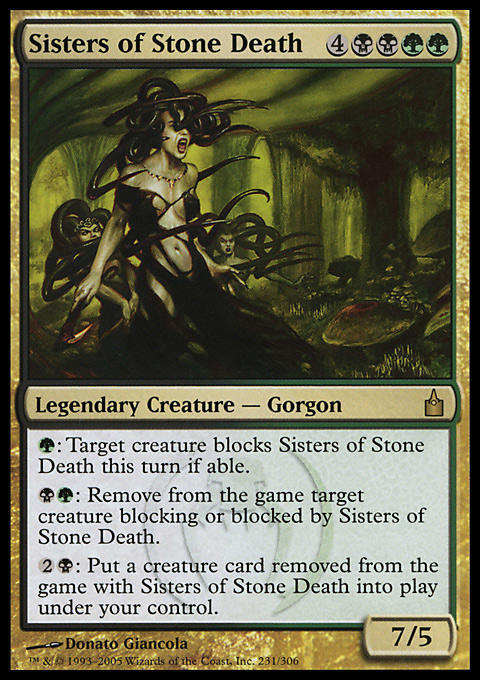 Sisters of Stone Death 4
Legendary Creature — Gorgon
: Target creature blocks Sisters of Stone
Death this turn if able.
: Remove from the game target
creature blocking or blocked by Sisters of
Stone Death.
2: Put a creature card removed from the
game with Sisters of Stone Death into play
under your control.
7/5
Donato Giancola
™ & © 1993–2005 Wizards of the Coast, Inc. 231/306